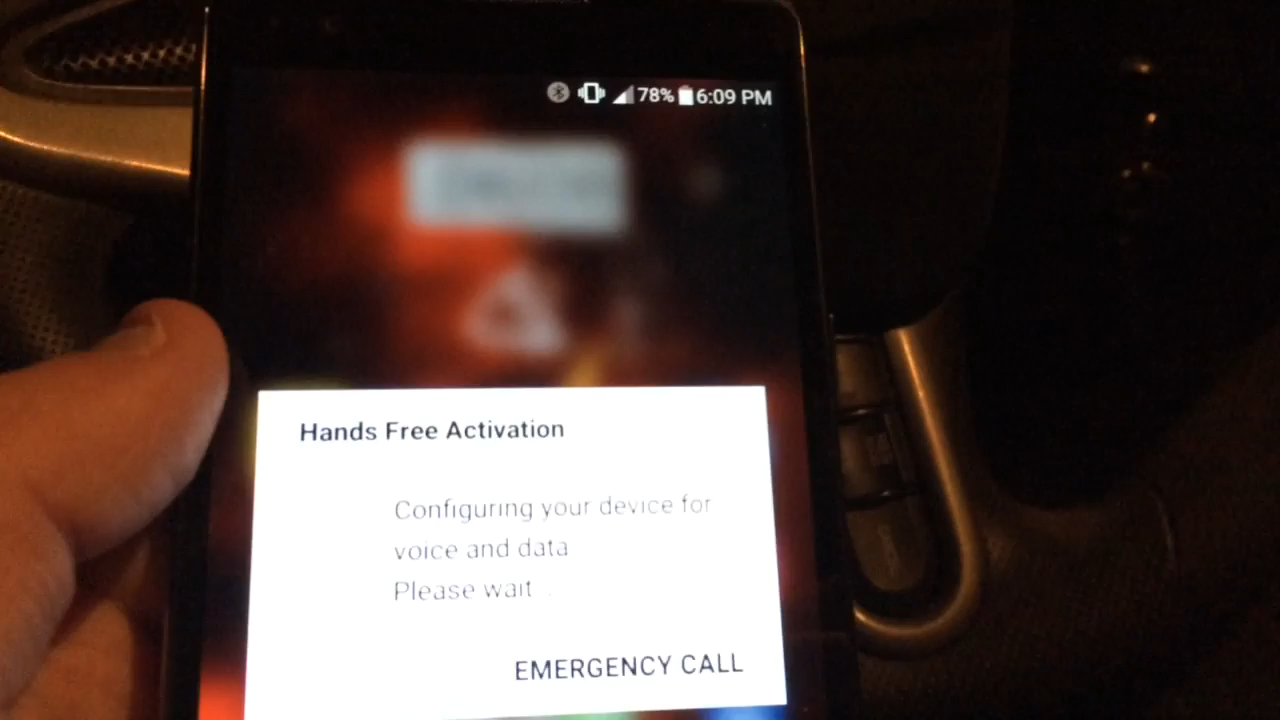 78% 6:09 PM
Hands Free Activation
Configuring your device for
voice and data
Please wait .
EMERGENCY CALL